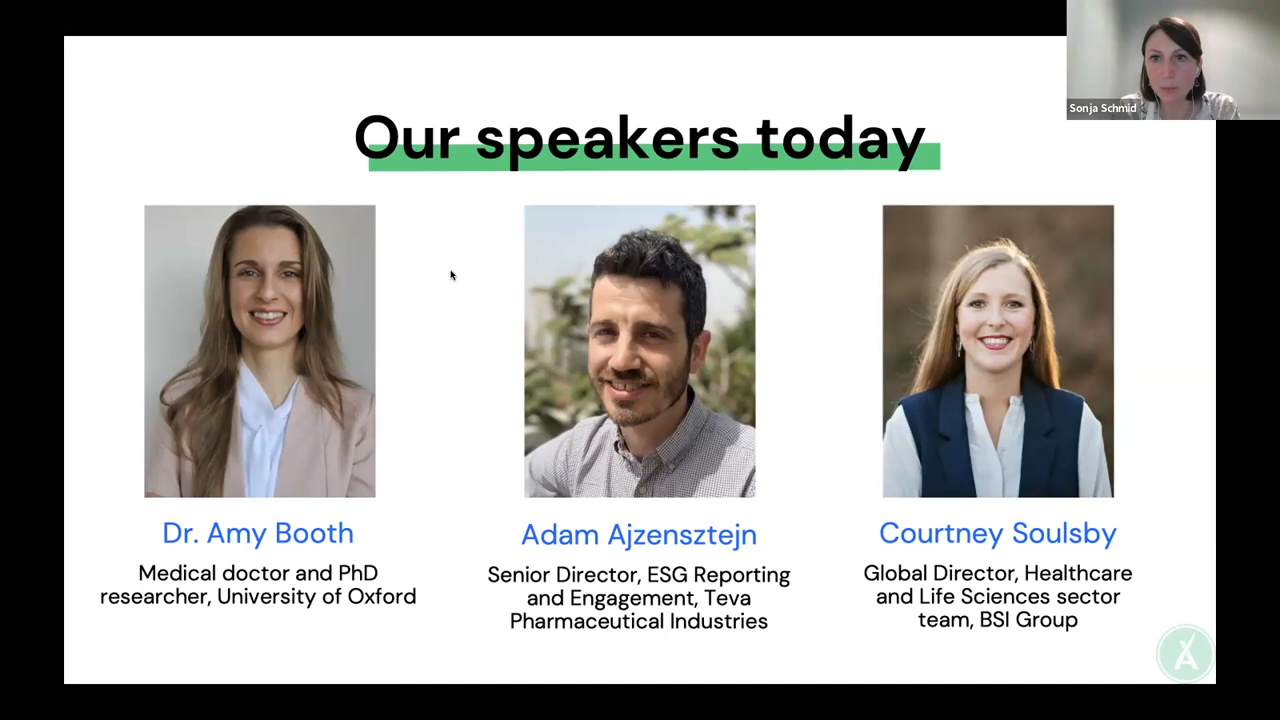 Sonja Schmid
Our speakers today
Dr. Amy Booth
Medical doctor and PhD
researcher, University of Oxford
Adam Ajzensztejn
Senior Director, ESG Reporting
and Engagement, Teva
Pharmaceutical Industries
Courtney Soulsby
Global Director, Healthcare
and Life Sciences sector
team, BSI Group